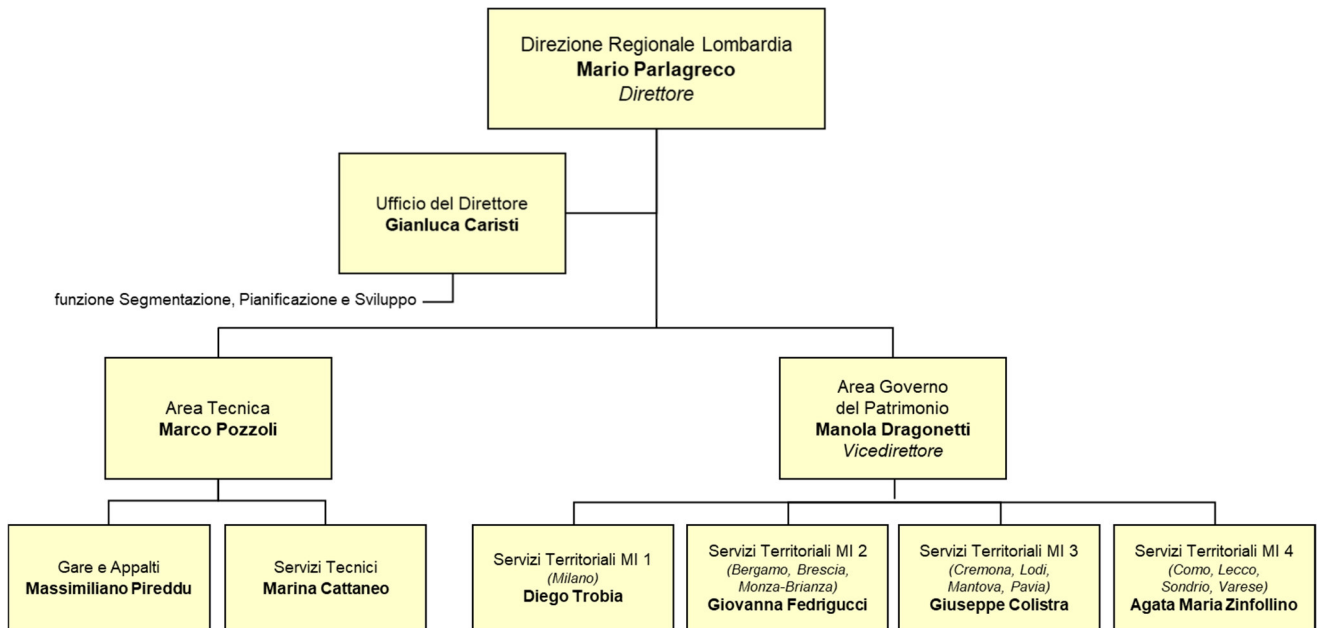 Direzione Regionale Lombardia
Mario Parlagreco
Direttore
Ufficio del Direttore
Gianluca Caristi
funzione Segmentazione, Pianificazione e Sviluppo
Area Tecnica
Marco Pozzoli
Area Governo
del Patrimonio
Manola Dragonetti
Vicedirettore
Gare e Appalti
Massimiliano Pireddu
Servizi Tecnici
Marina Cattaneo
Servizi Territoriali MI 1
(Milano)
Diego Trobia
Servizi Territoriali MI 2
(Bergamo, Brescia,
Monza-Brianza)
Giovanna Fedrigucci
Servizi Territoriali MI 3
(Cremona, Lodi,
Mantova, Pavia)
Giuseppe Colistra
Servizi Territoriali MI 4
(Como, Lecco,
Sondrio, Varese)
Agata Maria Zinfollino